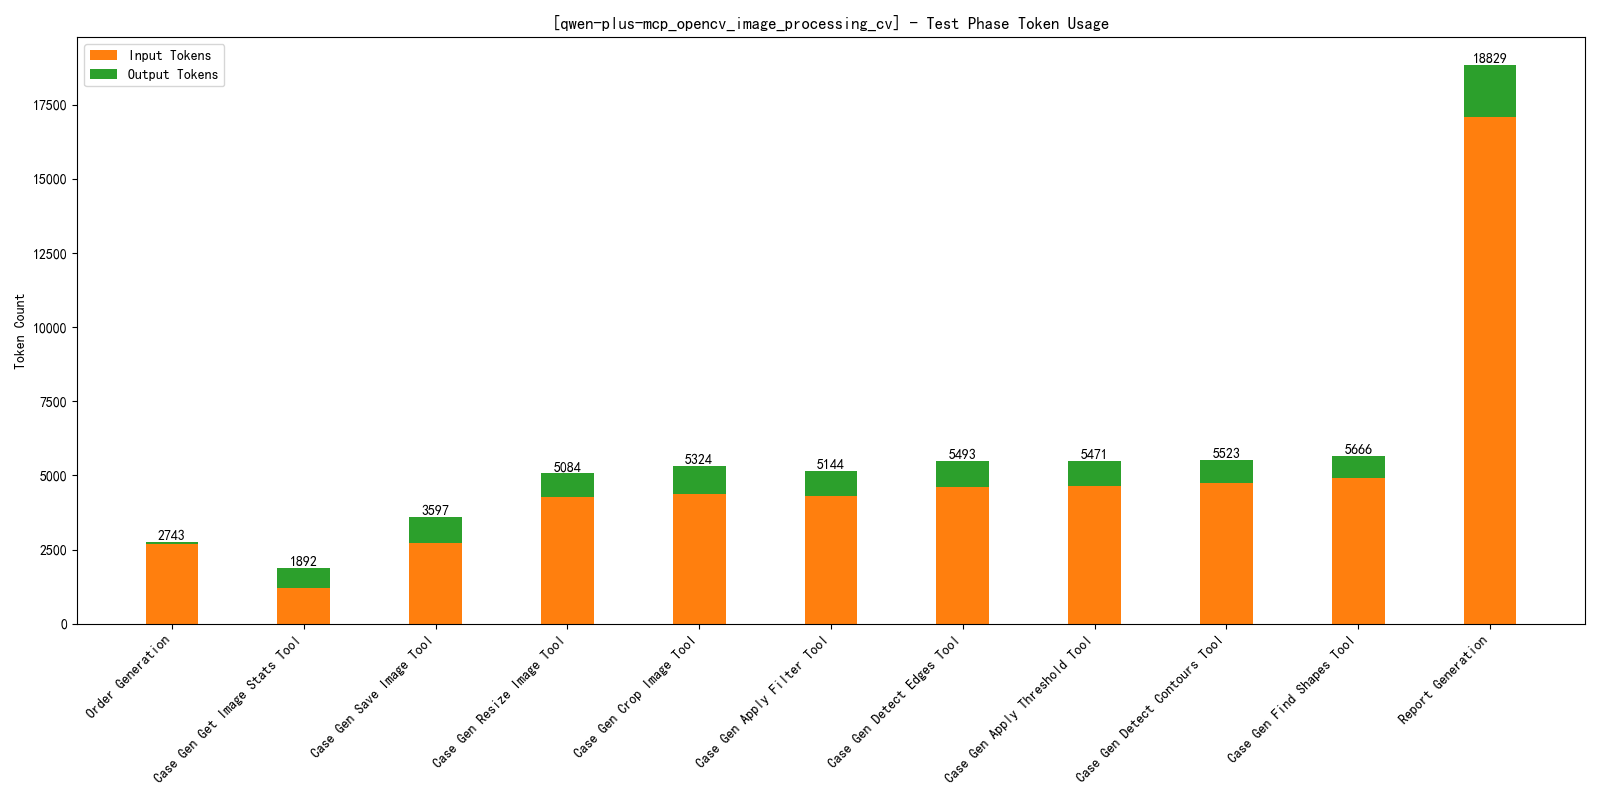 [qwen-plus-mcp_opencv_image_processing_cv] - Test Phase Token Usage
Input Tokens
Output Tokens
Token Count
17500
15000
12500
10000
7500
5000
2500
0
2743
1892
3597
5084
5324
5144
5493
5471
5523
5666
18829
Order Generation
Case Gen Get Image Stats Tool
Case Gen Save Image Tool
Case Gen Resize Image Tool
Case Gen Crop Image Tool
Case Gen Apply Filter Tool
Case Gen Detect Edges Tool
Case Gen Apply Threshold Tool
Case Gen Detect Contours Tool
Case Gen Find Shapes Tool
Report Generation